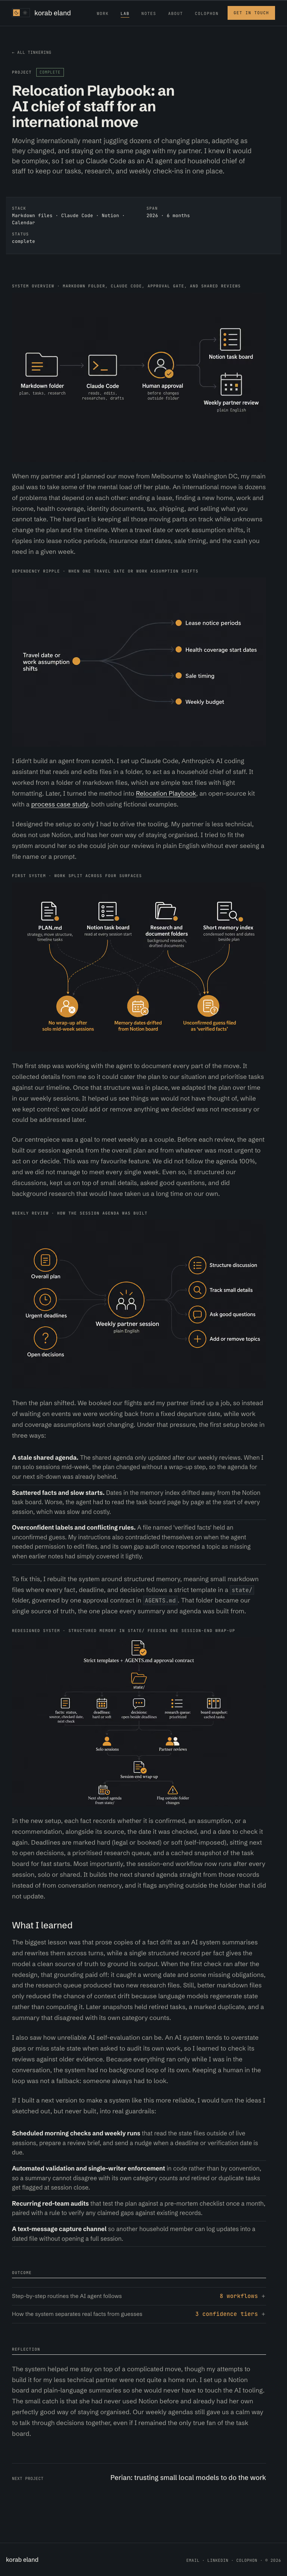 korab eland
WORK
LAB
NOTES
ABOUT
COLOPHON
GET IN TOUCH
← ALL TINKERING
PROJECT
COMPLETE
Relocation Playbook: an
AI chief of staff for an
international move
Moving internationally meant juggling dozens of changing plans, adapting as
they changed, and staying on the same page with my partner. I knew it would
be complex, so I set up Claude Code as an AI agent and household chief of
staff to keep our tasks, research, and weekly check-ins in one place.
STACK
Markdown files · Claude Code · Notion ·
Calendar
SPAN
2026 · 6 months
STATUS
complete
SYSTEM OVERVIEW · MARKDOWN FOLDER, CLAUDE CODE, APPROVAL GATE, AND SHARED REVIEWS
Markdown folder
plan, tasks, research
Claude Code
reads, edits,
researches, drafts
Human approval
before changes
outside folder
Notion task board
Weekly partner review
plain English
When my partner and I planned our move from Melbourne to Washington DC, my main
goal was to take some of the mental load off her plate. An international move is dozens
of problems that depend on each other: ending a lease, finding a new home, work and
income, health coverage, identity documents, tax, shipping, and selling what you
cannot take. The hard part is keeping all those moving parts on track while unknowns
change the plan and the timeline. When a travel date or work assumption shifts, it
ripples into lease notice periods, insurance start dates, sale timing, and the cash you
need in a given week.
DEPENDENCY RIPPLE · WHEN ONE TRAVEL DATE OR WORK ASSUMPTION SHIFTS
Travel date or
work assumption
shifts
Lease notice periods
Health coverage start dates
Sale timing
Weekly budget
I didn't build an agent from scratch. I set up Claude Code, Anthropic's AI coding
assistant that reads and edits files in a folder, to act as a household chief of staff. It
worked from a folder of markdown files, which are simple text files with light
formatting. Later, I turned the method into Relocation Playbook, an open-source kit
with a process case study, both using fictional examples.
I designed the setup so only I had to drive the tooling. My partner is less technical,
does not use Notion, and has her own way of staying organised. I tried to fit the
system around her so she could join our reviews in plain English without ever seeing a
file name or a prompt.
FIRST SYSTEM · WORK SPLIT ACROSS FOUR SURFACES
PLAN.md
strategy, move structure,
timeline tasks
Notion task board
read at every session start
Research and
document folders
background research,
drafted documents
Short memory index
condensed notes and dates
beside plan
No wrap-up after
solo mid-week sessions
Memory dates drifted
from Notion board
Unconfirmed guess filed
as 'verified facts'
The first step was working with the agent to document every part of the move. It
collected details from me so it could cater the plan to our situation and prioritise tasks
against our timeline. Once that structure was in place, we adapted the plan over time
in our weekly sessions. It helped us see things we would not have thought of, while
we kept control: we could add or remove anything we decided was not necessary or
could be addressed later.
Our centrepiece was a goal to meet weekly as a couple. Before each review, the agent
built our session agenda from the overall plan and from whatever was most urgent to
act on or decide. This was my favourite feature. We did not follow the agenda 100%,
and we did not manage to meet every single week. Even so, it structured our
discussions, kept us on top of small details, asked good questions, and did
background research that would have taken us a long time on our own.
WEEKLY REVIEW · HOW THE SESSION AGENDA WAS BUILT
Overall plan
Urgent deadlines
Open decisions
Weekly partner session
plain English
Structure discussion
Track small details
Ask good questions
Add or remove topics
Then the plan shifted. We booked our flights and my partner lined up a job, so instead
of waiting on events we were working back from a fixed departure date, while work
and coverage assumptions kept changing. Under that pressure, the first setup broke in
three ways:
A stale shared agenda. The shared agenda only updated after our weekly reviews. When I
ran solo sessions mid-week, the plan changed without a wrap-up step, so the agenda for
our next sit-down was already behind.
Scattered facts and slow starts. Dates in the memory index drifted away from the Notion
task board. Worse, the agent had to read the task board page by page at the start of every
session, which was slow and costly.
Overconfident labels and conflicting rules. A file named 'verified facts' held an
unconfirmed guess. My instructions also contradicted themselves on when the agent
needed permission to edit files, and its own gap audit once reported a topic as missing
when earlier notes had simply covered it lightly.
To fix this, I rebuilt the system around structured memory, meaning small markdown
files where every fact, deadline, and decision follows a strict template in a state/
folder, governed by one approval contract in AGENTS.md. That folder became our
single source of truth, the one place every summary and agenda was built from.
REDESIGNED SYSTEM · STRUCTURED MEMORY IN STATE/ FEEDING ONE SESSION-END WRAP-UP
Strict templates + AGENTS.md approval contract
state/
facts: status,
source, checked date,
next check
deadlines:
hard or soft
decisions:
open beside deadlines
research queue:
prioritised
board snapshot:
cached tasks
Solo sessions
Partner reviews
Session-end wrap-up
Next shared agenda
from state/
Flag outside-folder
changes
In the new setup, each fact records whether it is confirmed, an assumption, or a
recommendation, alongside its source, the date it was checked, and a date to check it
again. Deadlines are marked hard (legal or booked) or soft (self-imposed), sitting next
to open decisions, a prioritised research queue, and a cached snapshot of the task
board for fast starts. Most importantly, the session-end workflow now runs after every
session, solo or shared. It builds the next shared agenda straight from state files
instead of from conversation memory, and it flags anything outside the folder that it did
not update.
What I learned
The biggest lesson was that prose copies of a fact drift as an AI system summarises
and rewrites them across turns, while a single structured record per fact gives the
model a clean source of truth to ground its output. When the first check ran after the
redesign, that grounding paid off: it caught a wrong date and some missing obligations,
and the research queue produced two new files. Still, better markdown files alone only
reduced the chance of context drift because language models regenerate state rather
than computing it. Later snapshots held retired tasks, a marked duplicate, and a
summary that disagreed with its own category counts.
I also saw how unreliable AI self-evaluation can be. An AI system tends to overstate
gaps or miss stale state when asked to audit its own work, so I learned to check its
reviews against evidence. Because everything ran only while I was in the
conversation, the system had no background loop of its own. Keeping a human in the
loop was not a fallback: someone always had to look.
If I built a next version to make a system like this more reliable, I would turn the ideas I
sketched out, but never built, into guardrails:
Scheduled morning checks and weekly runs that read the state files outside of live
sessions, prepare a review brief, and send a nudge when a deadline or verification date is
due.
Automated validation and single-writer enforcement in code rather than by convention,
so a summary cannot disagree with its own category counts and retired or duplicate tasks
get flagged at session close.
Recurring red-team audits that test the plan against a pre-mortem checklist once a month,
paired with a rule to verify any claimed gaps against existing records.
A text-message capture channel so another household member can log updates into a
dated file without opening a full session.
OUTCOME
Step-by-step routines the AI agent follows
8 workflows →
How the system separates real facts from guesses
3 confidence tiers →
REFLECTION
The system helped me stay on top of a complicated move, though my attempts to
build it for my less technical partner were not quite a home run. I set up a Notion
board and plain-language summaries so she would never have to touch the AI tooling.
The small catch is that she had never used Notion before and already had her own
perfectly good way of staying organised. Our weekly agendas still gave us a calm way
to talk through decisions together, even if I remained the only true fan of the task
board.
NEXT PROJECT
Perian: trusting small local models to do the work
korab eland
EMAIL · LINKEDIN · COLOPHON · © 2026